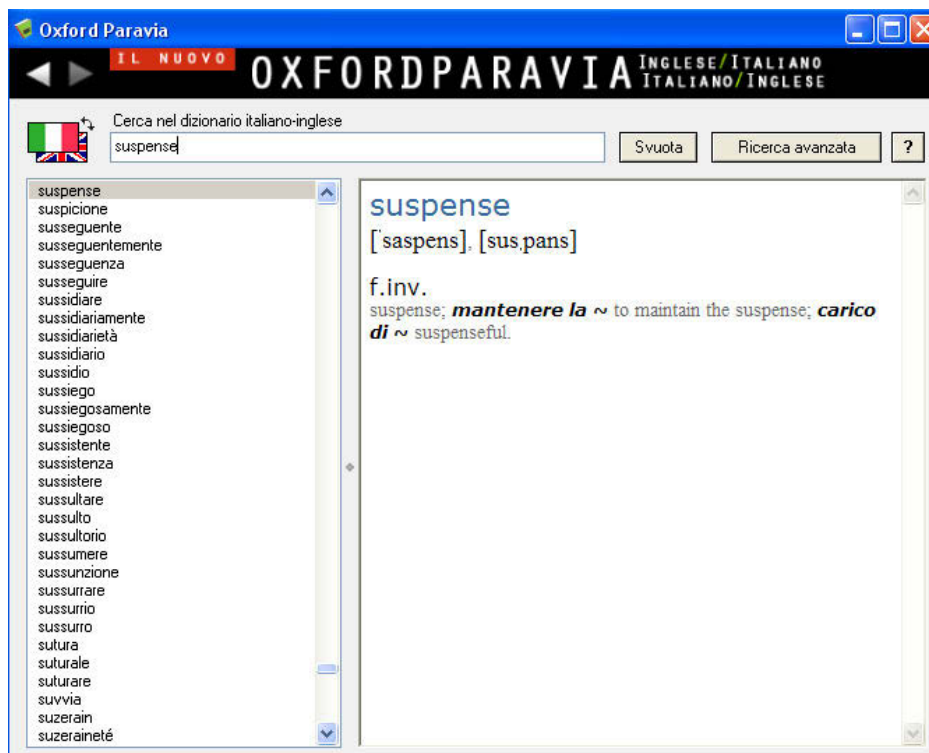 Oxford Paravia
IL NUOVO
OXFORDPARAVIA
INGLESE/ITALIANO
ITALIANO/INGLESE
Cerca nel dizionario italiano-inglese
suspense
Svuota
Ricerca avanzata
?
suspense
suspicione
susseguente
susseguentemente
susseguenza
susseguire
sussidiare
sussidiariamente
sussidiarietà
sussidiario
sussidio
sussiego
sussiegosamente
sussiegoso
sussistente
sussistenza
sussistere
sussultare
sussulto
sussultorio
sussumere
sussunzione
sussurrare
sussurrio
sussurro
sutura
suturale
suturare
suvvia
suzerain
suzeraineté
suspense
[ˈsaspens], [susˌpans]
f.inv.
suspense; mantenere la ~ to maintain the suspense; carico
di ~ suspenseful.